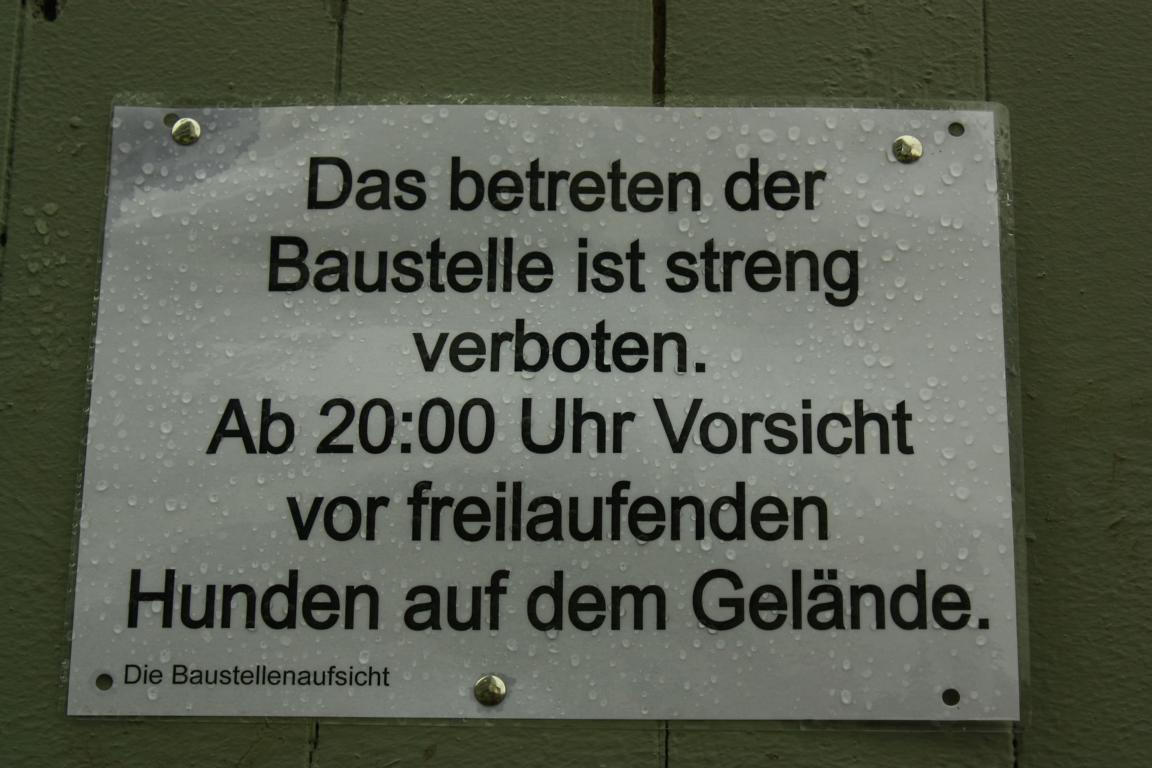 Das betreten der
Baustelle ist streng
verboten.
Ab 20:00 Uhr Vorsicht
vor freilaufenden
Hunden auf dem Gelände.
Die Baustellenaufsicht